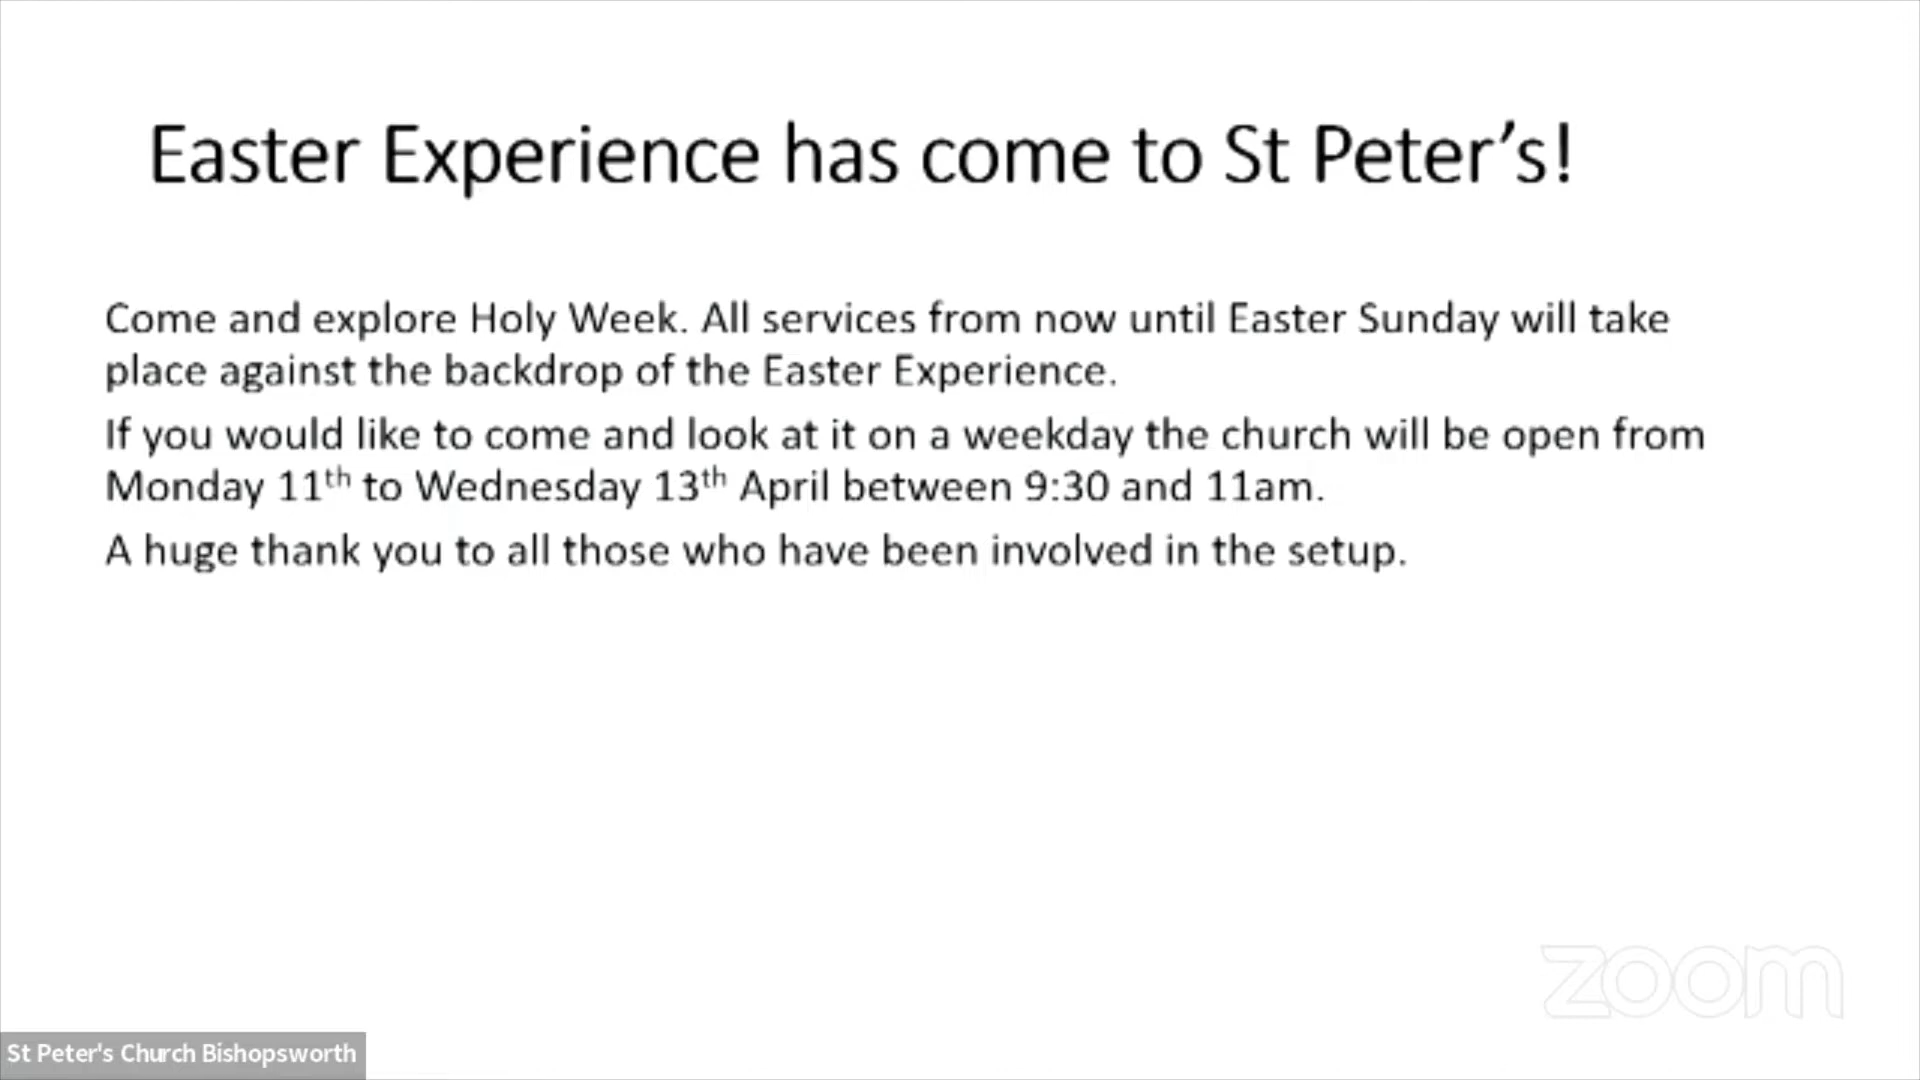 Easter Experience has come to St Peter’s!
Come and explore Holy Week. All services from now until Easter Sunday will take
place against the backdrop of the Easter Experience.
If you would like to come and look at it on a weekday the church will be open from
Monday 11th to Wednesday 13th April between 9:30 and 11am.
A huge thank you to all those who have been involved in the setup.
zoom
St Peter's Church Bishopsworth